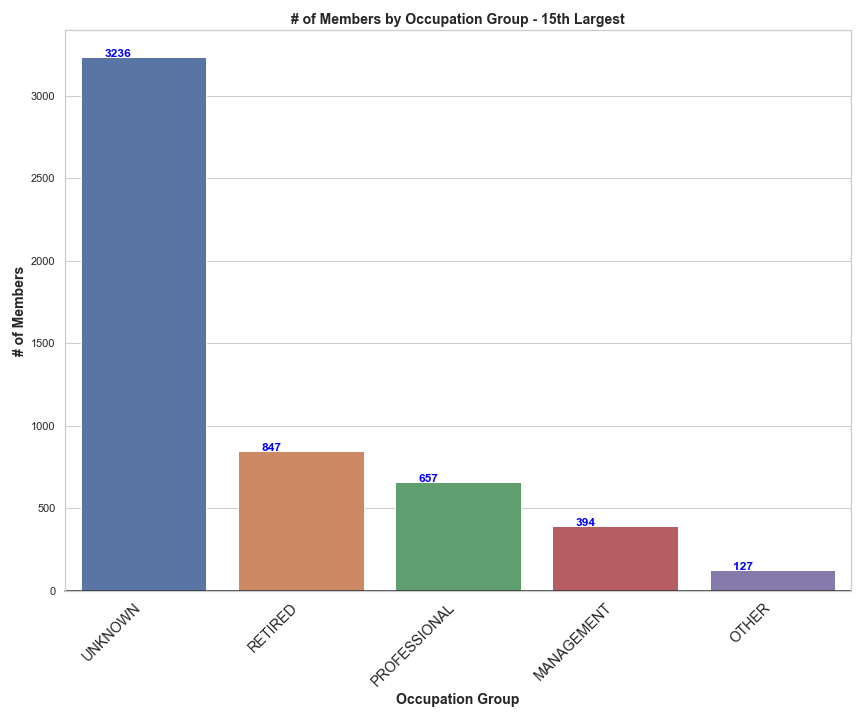 # of Members by Occupation Group - 15th Largest
# of Members
3000
2500
2000
1500
1000
500
0
3236
847
657
394
127
UNKNOWN
RETIRED
PROFESSIONAL
MANAGEMENT
OTHER
Occupation Group